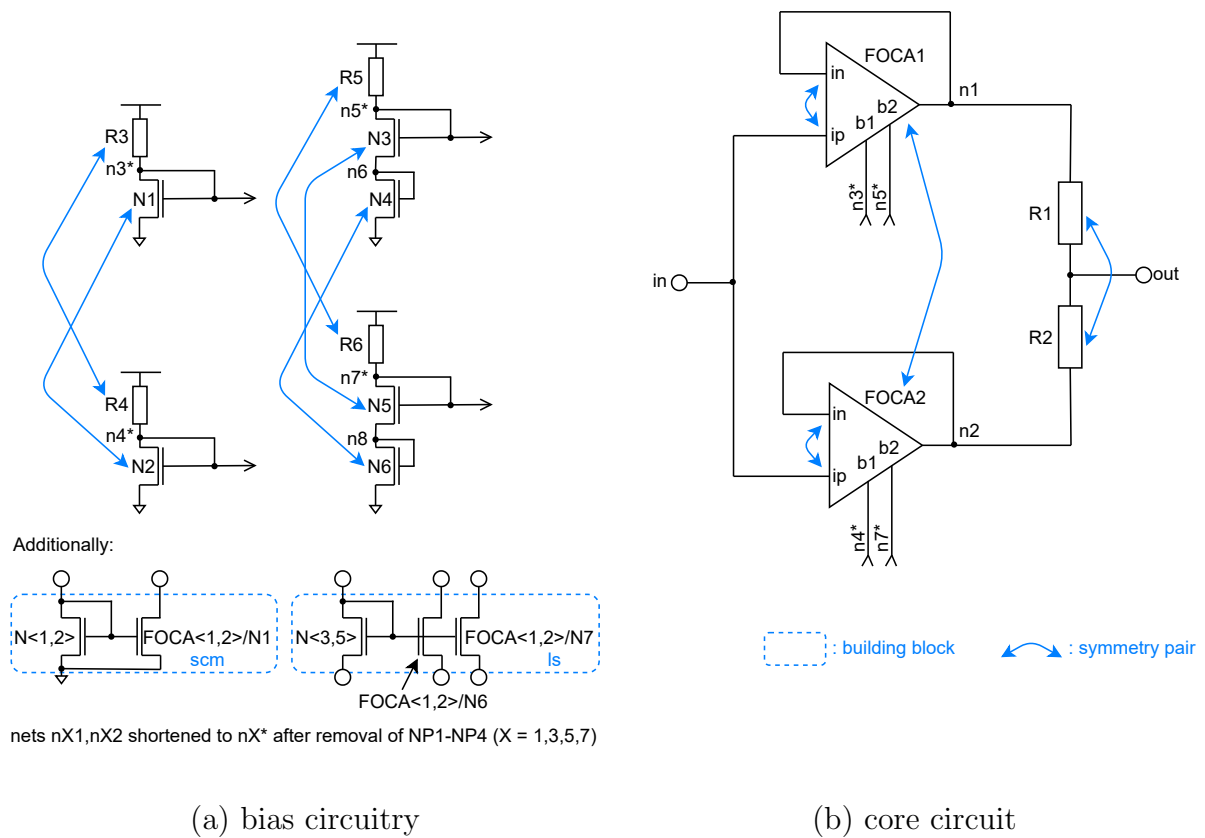 R3
n3*
N1
R4
n4*
N2
R5
n5*
N3
n6
N4
R6
n7*
N5
n8
N6
Additionally:
N<1,2>
FOCA<1,2>/N1
scm
N<3,5>
FOCA<1,2>/N7
ls
FOCA<1,2>/N6
nets nX1,nX2 shortened to nX* after removal of NP1-NP4 (X = 1,3,5,7)
(a) bias circuitry
FOCA1
in
ip
b1
b2
n3*
n5*
n1
R1
in
out
R2
FOCA2
in
ip
b1
b2
n4*
n7*
n2
: building block
: symmetry pair
(b) core circuit